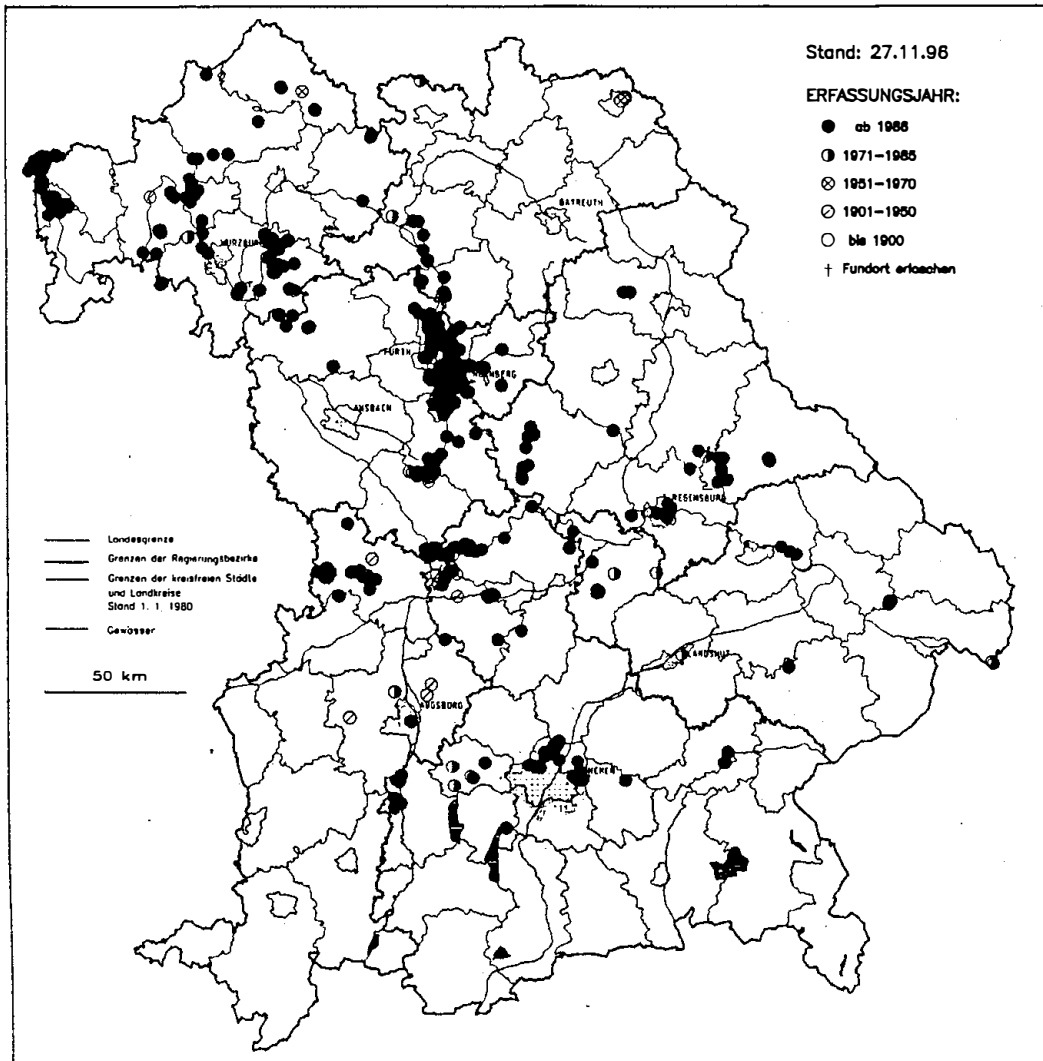 Stand: 27.11.96
ERFASSUNGSJAHR:
ab 1986
1971-1985
1951-1970
1901-1950
bis 1900
† Fundort erloschen
BAYREUTH
FÜRTH
ANSBACH
REGENSBURG
Landesgrenze
Grenzen der Regierungsbezirke
Grenzen der kreisfreien Städte
und Landkreise
Stand 1. 1. 1980
Gewässer
50 km
LANDSHUT
AUGSBURG